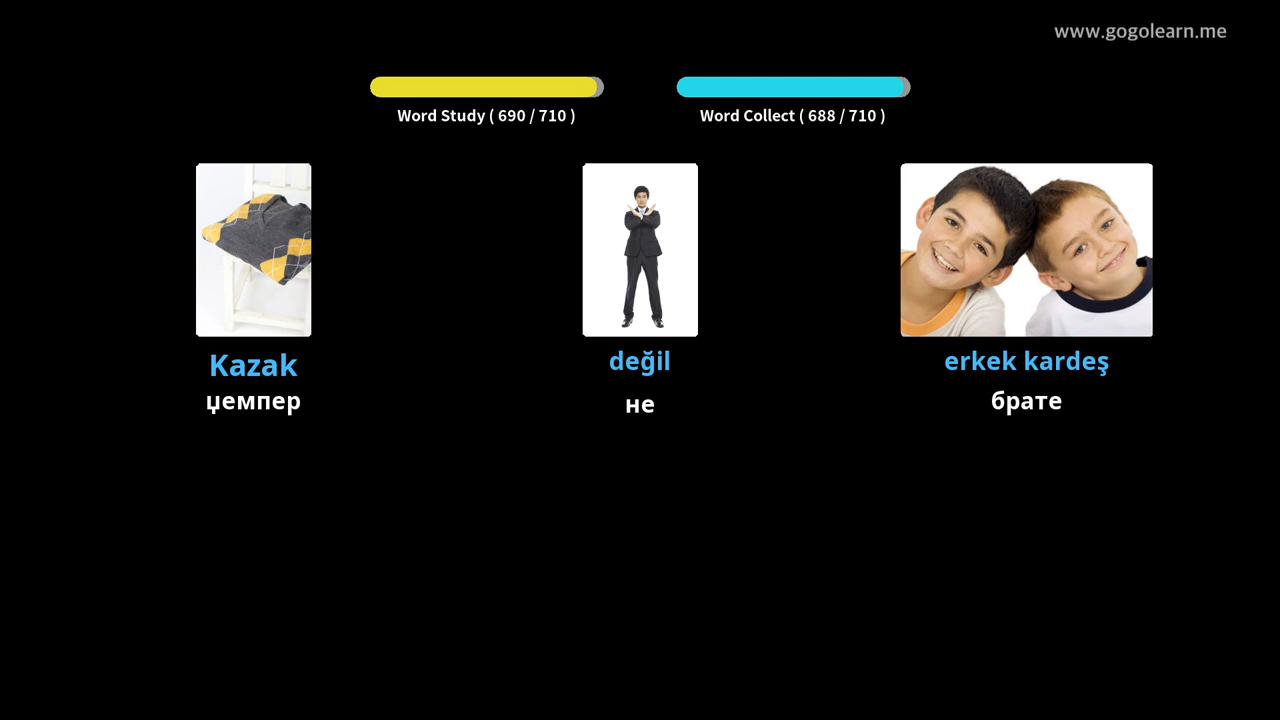 www.gogolearn.me
Word Study ( 690 / 710 )
Word Collect ( 688 / 710 )
Kazak
değil
erkek kardeş
џемпер
не
брате